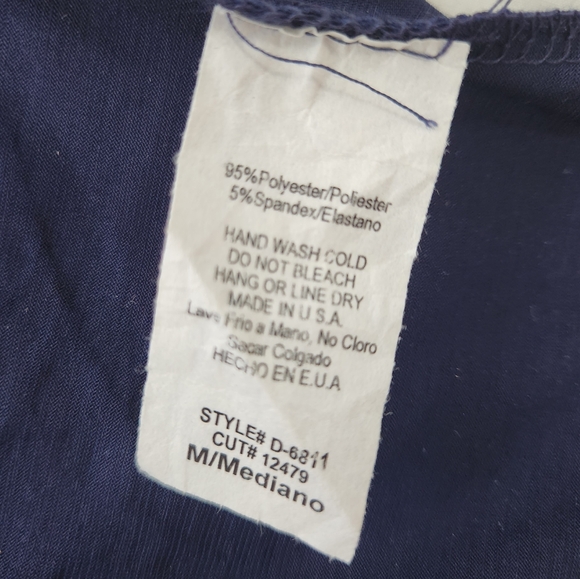 95%Polyester/Poliester
5%Spandex/Elastano
HAND WASH COLD
DO NOT BLEACH
HANG OR LINE DRY
MADE IN U.S.A.
Lave Frio a Mano, No Cloro
Secar Colgado
HECHO EN E.U.A
STYLE# D-6811
CUT# 12479
M/Mediano